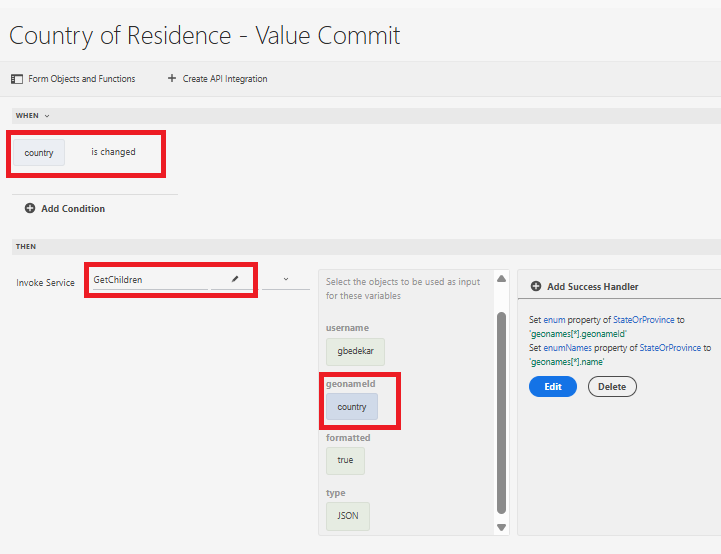 Country of Residence - Value Commit
Form Objects and Functions
Create API Integration
WHEN
country
is changed
Add Condition
THEN
Invoke Service
GetChildren
Select the objects to be used as input
for these variables
username
gbedekar
geonameId
country
formatted
true
type
JSON
Add Success Handler
Set enum property of StateOrProvince to
'geonames[*].geonameId'
Set enumNames property of StateOrProvince to
'geonames[*].name'
Edit
Delete